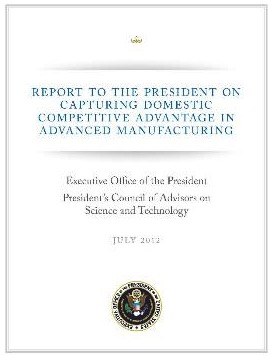 REPORT TO THE PRESIDENT ON
CAPTURING DOMESTIC
COMPETITIVE ADVANTAGE IN
ADVANCED MANUFACTURING
Executive Office of the President
President's Council of Advisors on
Science and Technology
JULY 2012